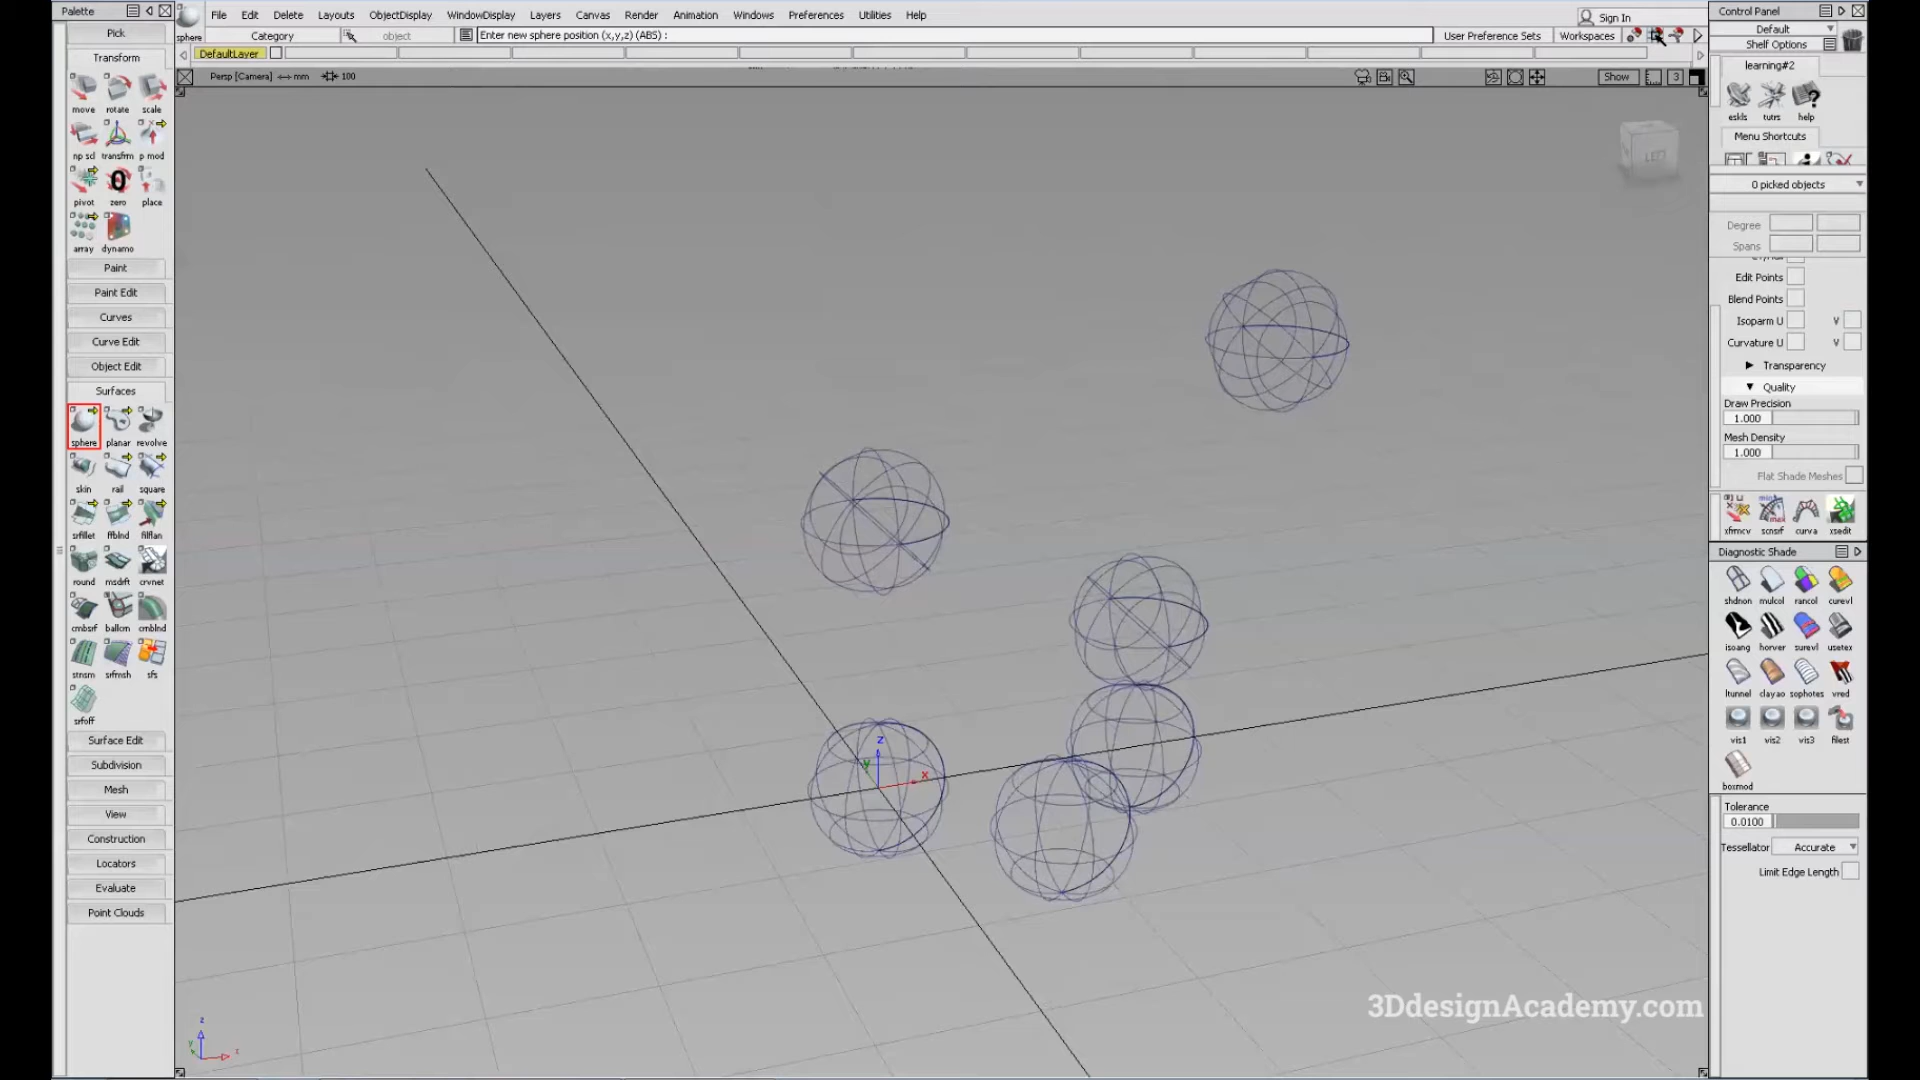 Palette
File Edit Delete Layouts ObjectDisplay WindowDisplay Layers Canvas Render Animation Windows Preferences Utilities Help
Sign In
sphere Category object Enter new sphere position (x,y,z) (ABS) : User Preference Sets Workspaces
DefaultLayer
Persp [Camera] mm 100 Show 3
Pick
Transform
move rotate scale
np scl transfrm p mod
pivot zero place
array dynamo
Paint
Paint Edit
Curves
Curve Edit
Object Edit
Surfaces
sphere planar revolve
skin rail square
srfillet ffblnd filflan
round msdrft crvnet
cmbsrf ballcrn cmblnd
stnsrn srfmsh sfs
srfoff
Surface Edit
Subdivision
Mesh
View
Construction
Locators
Evaluate
Point Clouds
LEFT
z
y
x
z
y
x
3DdesignAcademy.com
Control Panel
Default
Shelf Options
learning#2
eskls tutrs help
Menu Shortcuts
0 picked objects
Degree
Spans
Edit Points
Blend Points
Isoparm U V
Curvature U V
Transparency
Quality
Draw Precision
1.000
Mesh Density
1.000
Flat Shade Meshes
xfrmcv scnsrf curva xsedit
Diagnostic Shade
shdnon mulcol rancol curevl
isoang horver surevl usetex
ltunnel clayao sophotes vred
vis1 vis2 vis3 filest
boxmod
Tolerance
0.0100
Tessellator Accurate
Limit Edge Length